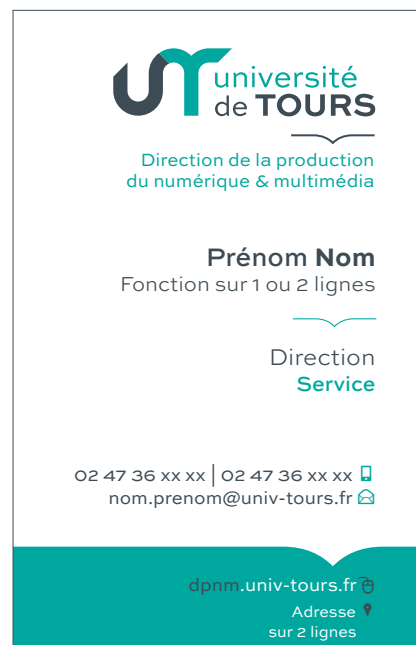 UT université
de TOURS
Direction de la production
du numérique & multimédia
Prénom Nom
Fonction sur 1 ou 2 lignes
Direction
Service
02 47 36 xx xx | 02 47 36 xx xx
nom.prenom@univ-tours.fr
dpnm.univ-tours.fr
Adresse
sur 2 lignes